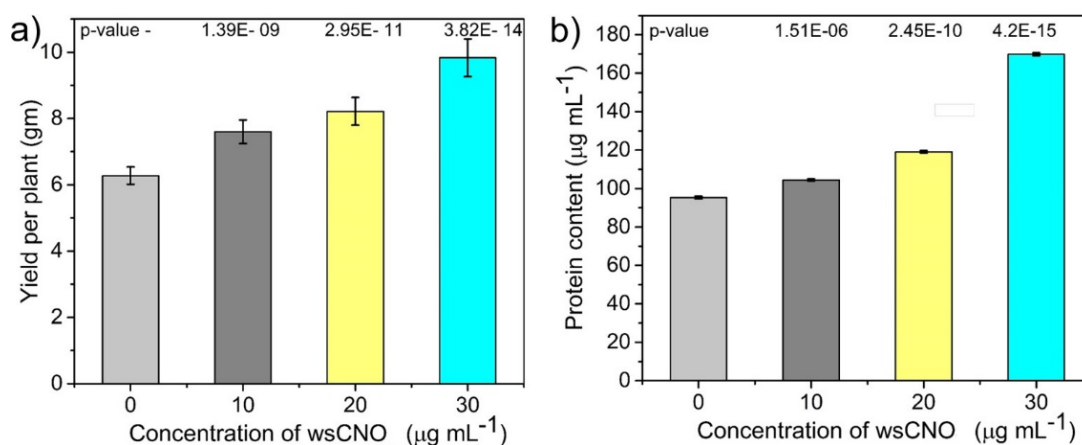 a)
p-value - 1.39E- 09 2.95E- 11 3.82E- 14
10
8
6
4
2
0
Yield per plant (gm)
0 10 20 30
Concentration of wsCNO (μg mL-1)
b)
p-value 1.51E-06 2.45E-10 4.2E-15
180
160
140
120
100
80
60
40
20
0
Protein content (μg mL-1)
0 10 20 30
Concentration of wsCNO (μg mL-1)